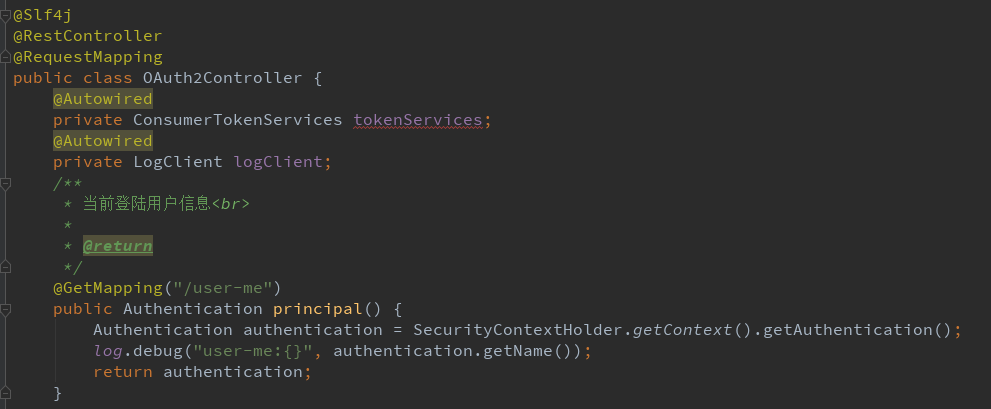 @Slf4j
@RestController
@RequestMapping
public class OAuth2Controller {
    @Autowired
    private ConsumerTokenServices tokenServices;
    @Autowired
    private LogClient logClient;
    /**
     * 当前登陆用户信息<br>
     *
     * @return
     */
    @GetMapping("/user-me")
    public Authentication principal() {
        Authentication authentication = SecurityContextHolder.getContext().getAuthentication();
        log.debug("user-me:{}", authentication.getName());
        return authentication;
    }